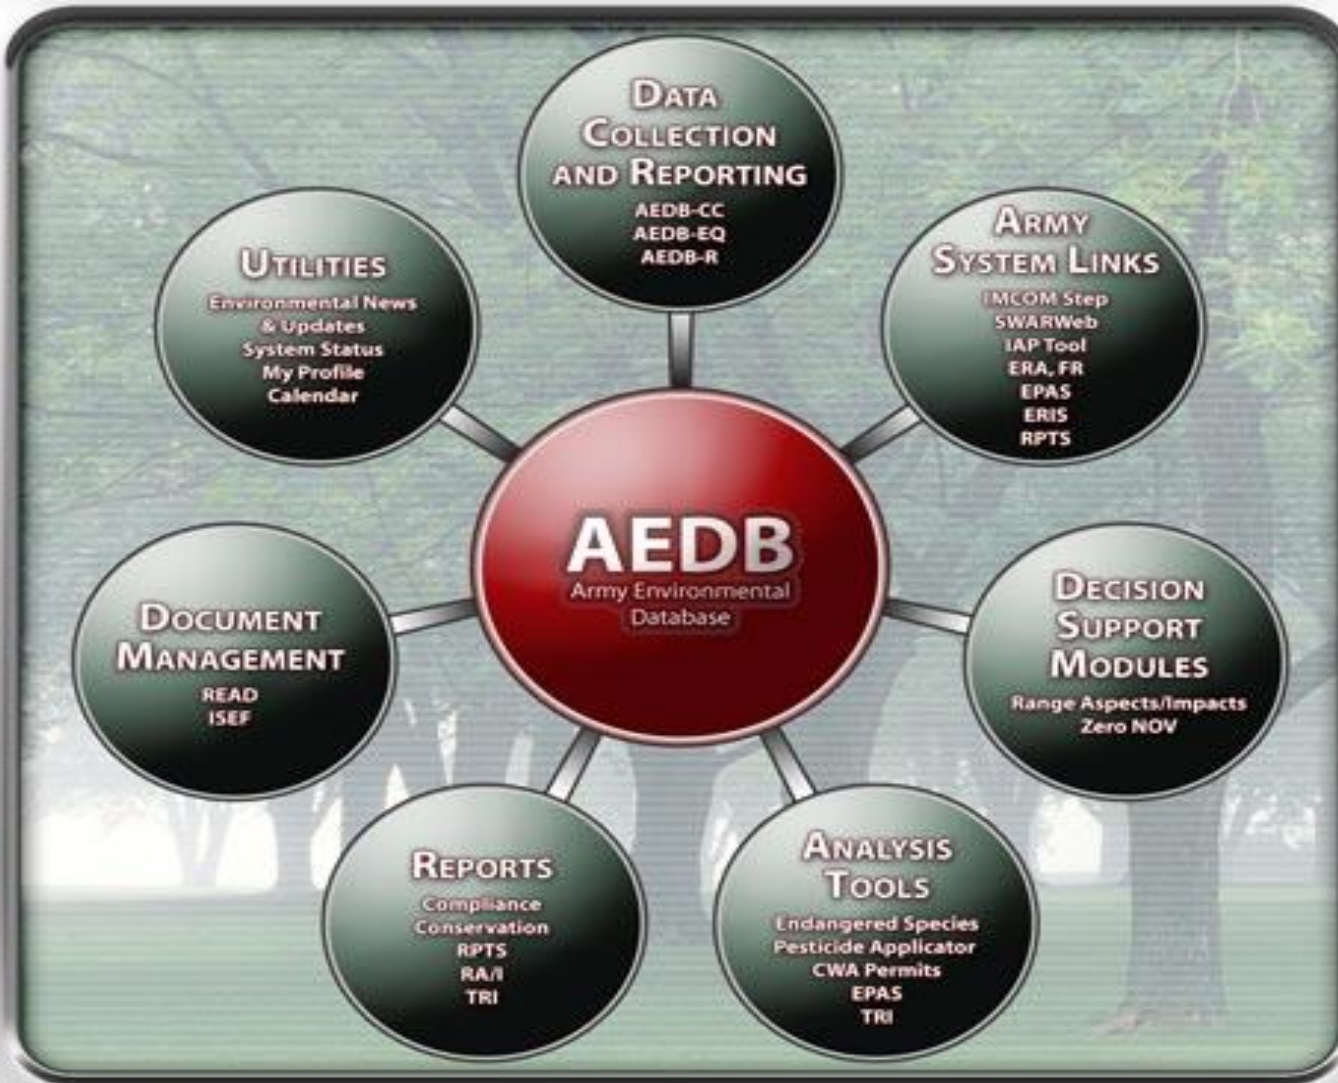 DATA
COLLECTION
AND REPORTING
AEDB-CC
AEDB-EQ
AEDB-R
UTILITIES
Environmental News
& Updates
System Status
My Profile
Calendar
ARMY
SYSTEM LINKS
IMCOM Step
SWARWeb
IAP Tool
ERA, FR
EPAS
ERIS
RPTS
AEDB
Army Environmental
Database
DOCUMENT
MANAGEMENT
READ
ISEF
DECISION
SUPPORT
MODULES
Range Aspects/Impacts
Zero NOV
REPORTS
Compliance
Conservation
RPTS
RA/I
TRI
ANALYSIS
TOOLS
Endangered Species
Pesticide Applicator
CWA Permits
EPAS
TRI